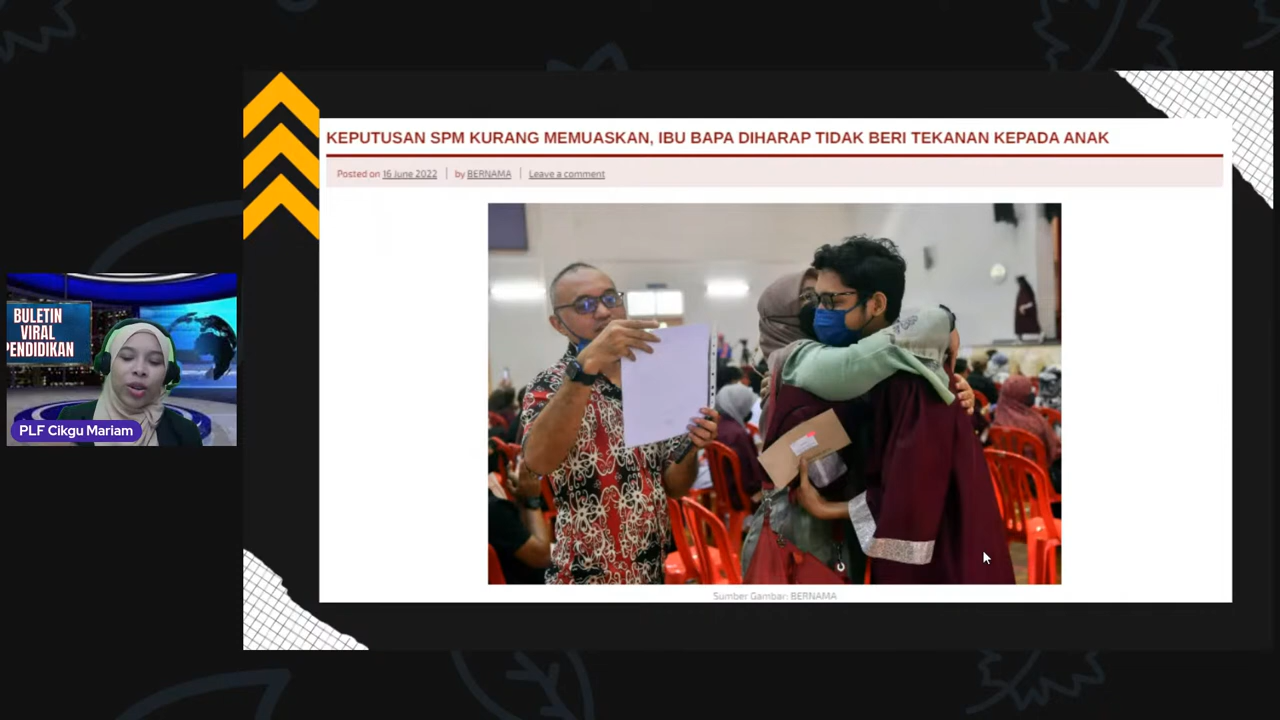 KEPUTUSAN SPM KURANG MEMUASKAN, IBU BAPA DIHARAP TIDAK BERI TEKANAN KEPADA ANAK
Posted on 16 June 2022 by BERNAMA Leave a comment
BULETIN
VIRAL
PENDIDIKAN
PLF Cikgu Mariam
Sumber Gambar: BERNAMA